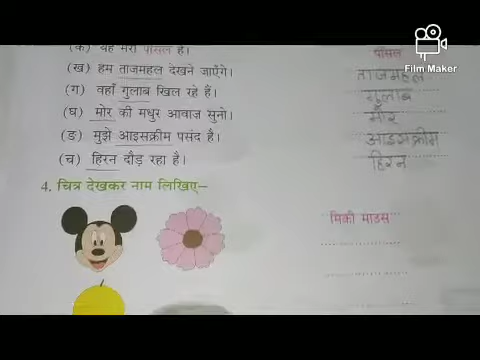 (क) यह मेरी पेंसिल है।
पेंसिल
Film Maker
(ख) हम ताजमहल देखने जाएँगे।
ताजमहल
(ग) वहाँ गुलाब खिल रहे हैं।
गुलाब
(घ) मोर की मधुर आवाज सुनो।
मोर
(ङ) मुझे आइसक्रीम पसंद है।
आइसक्रीम
(च) हिरन दौड़ रहा है।
हिरन
4. चित्र देखकर नाम लिखिए–
मिकी माउस